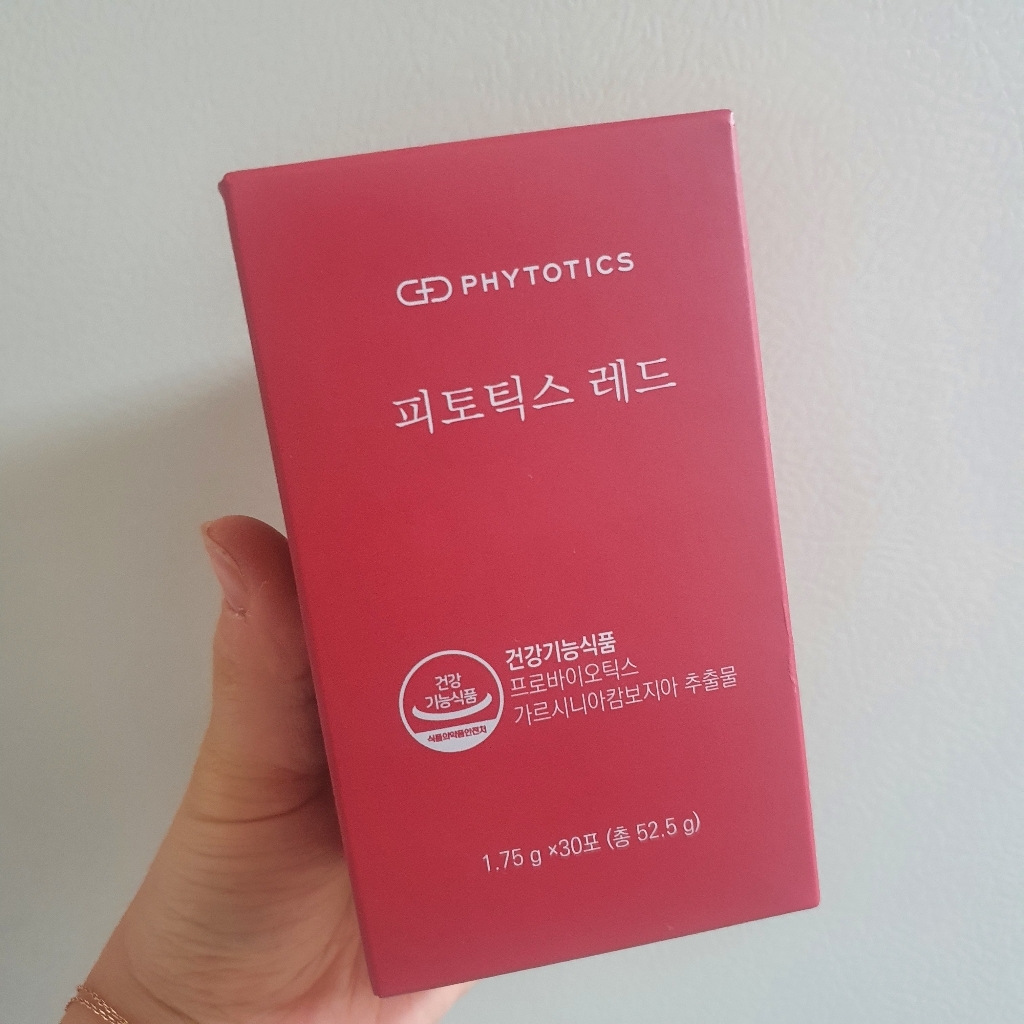 PHYTOTICS
피토틱스 레드
건강
기능식품
식품의약품안전처
건강기능식품
프로바이오틱스
가르시니아캄보지아 추출물
1.75 g ×30포 (총 52.5 g)